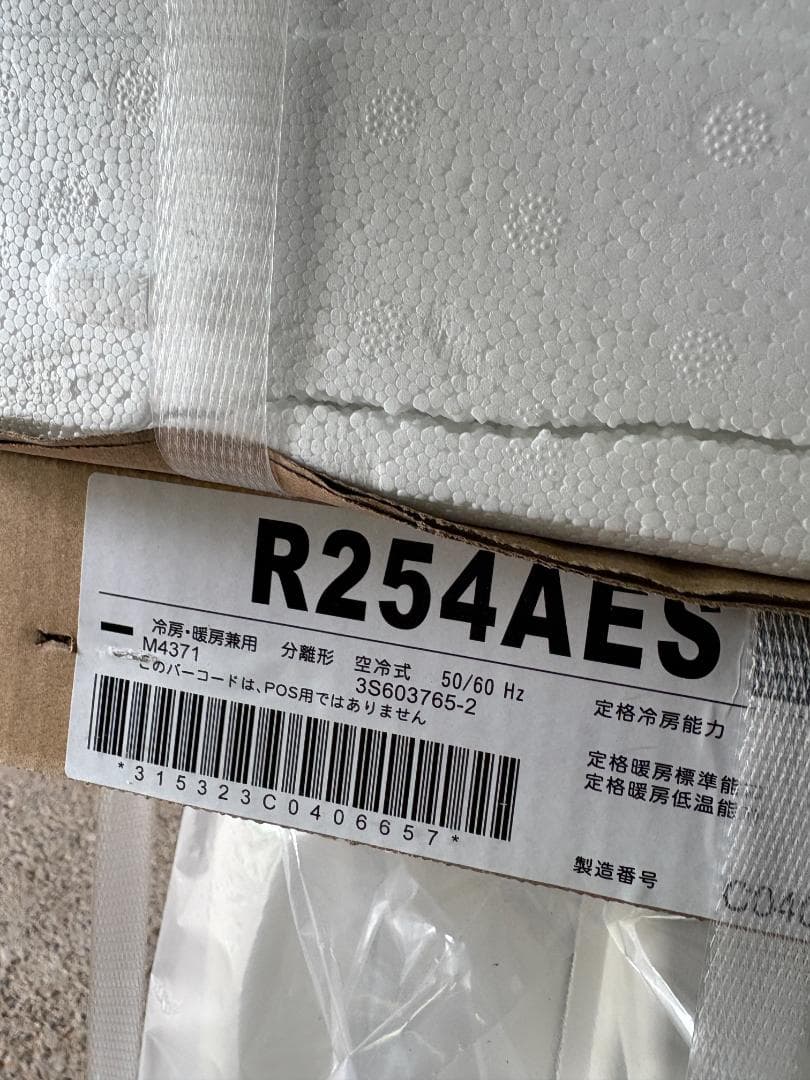 R254AES
冷房・暖房兼用 分離形 空冷式 50/60 Hz
M4371 3S603765-2
このバーコードは、POS用ではありません
*315323C0406657*
定格冷房能力
定格暖房標準能
定格暖房低温能
製造番号 C04